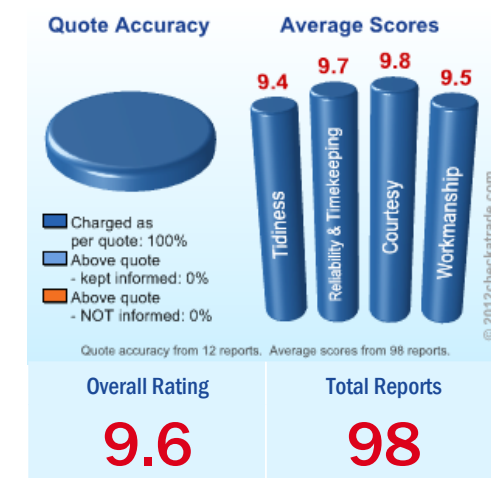 Quote Accuracy
Average Scores
9.4
9.7
9.8
9.5
Tidiness
Reliability & Timekeeping
Courtesy
Workmanship
Charged as
per quote: 100%
Above quote
- kept informed: 0%
Above quote
- NOT informed: 0%
© 2012checkatrade.com
Quote accuracy from 12 reports. Average scores from 98 reports.
Overall Rating
Total Reports
9.6
98